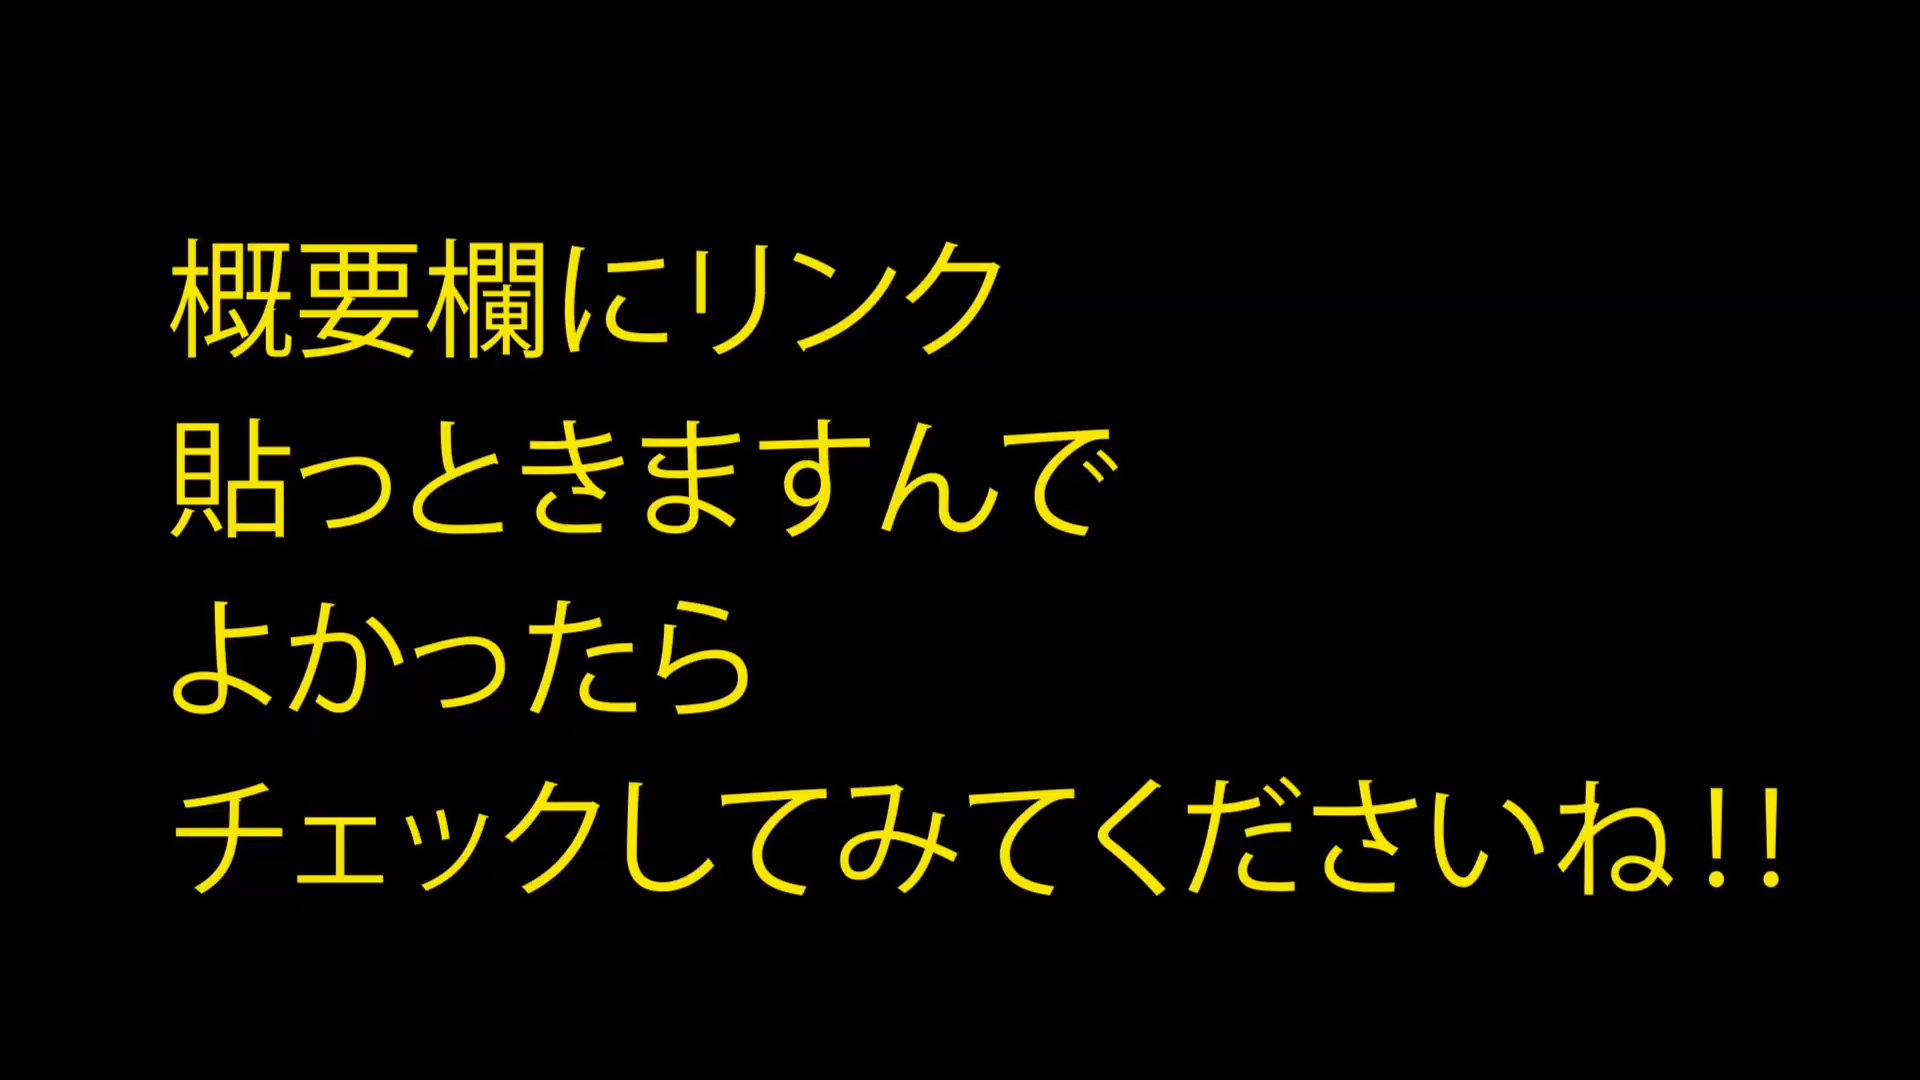 概要欄にリンク
貼っときますんで
よかったら
チェックしてみてくださいね!!